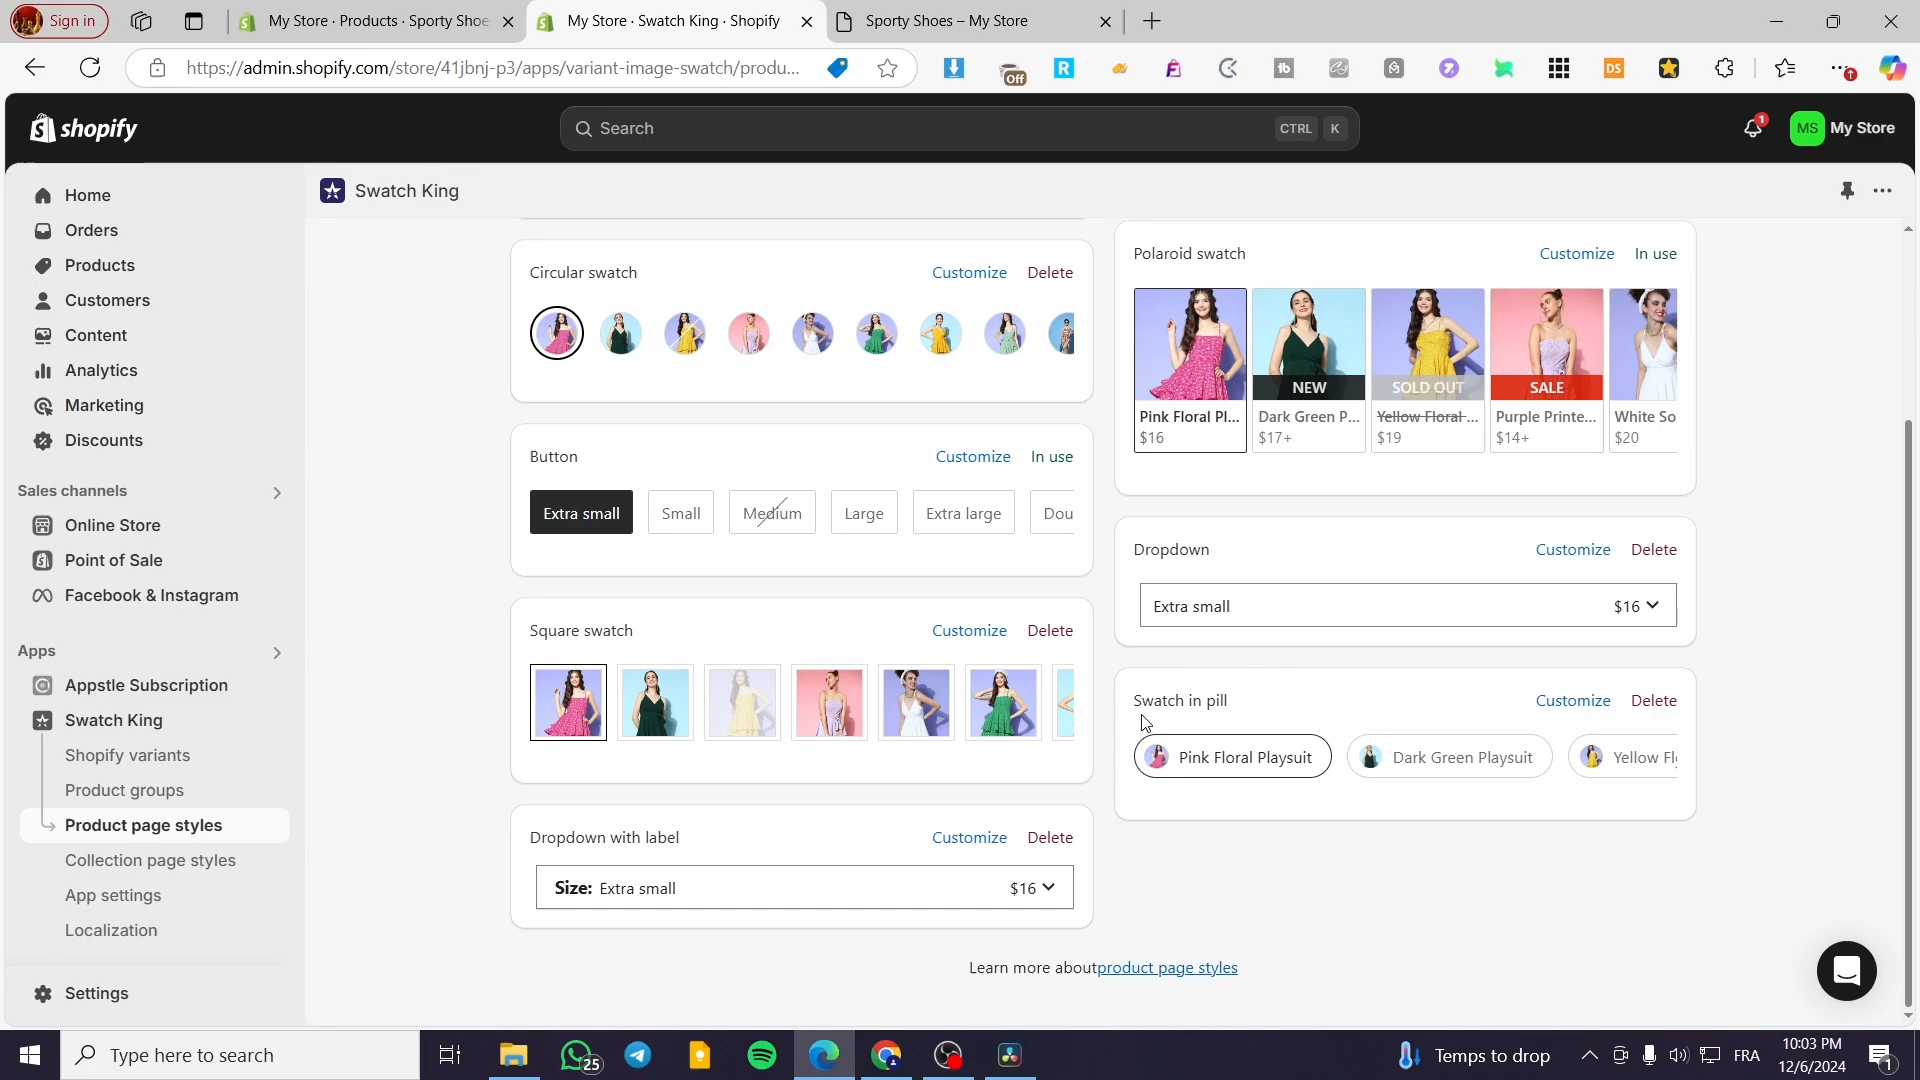 Sign in
My Store · Products · Sporty Shoes
My Store · Swatch King · Shopify
Sporty Shoes – My Store
https://admin.shopify.com/store/41jbnj-p3/apps/variant-image-swatch/produ...
Off
shopify
Search
CTRL K
1
MS My Store
Home
Orders
Products
Customers
Content
Analytics
Marketing
Discounts
Sales channels
Online Store
Point of Sale
Facebook & Instagram
Apps
Appstle Subscription
Swatch King
Shopify variants
Product groups
Product page styles
Collection page styles
App settings
Localization
Settings
Swatch King
Circular swatch Customize Delete
Button Customize In use
Extra small Small Medium Large Extra large Dou
Square swatch Customize Delete
Dropdown with label Customize Delete
Size: Extra small $16
Polaroid swatch Customize In use
NEW SOLD OUT SALE
Pink Floral Pl... Dark Green P... Yellow Floral ... Purple Printe... White So
$16 $17+ $19 $14+ $20
Dropdown Customize Delete
Extra small $16
Swatch in pill Customize Delete
Pink Floral Playsuit Dark Green Playsuit Yellow Fl
Learn more aboutproduct page styles
Type here to search
25
Temps to drop
FRA
10:03 PM
12/6/2024
1